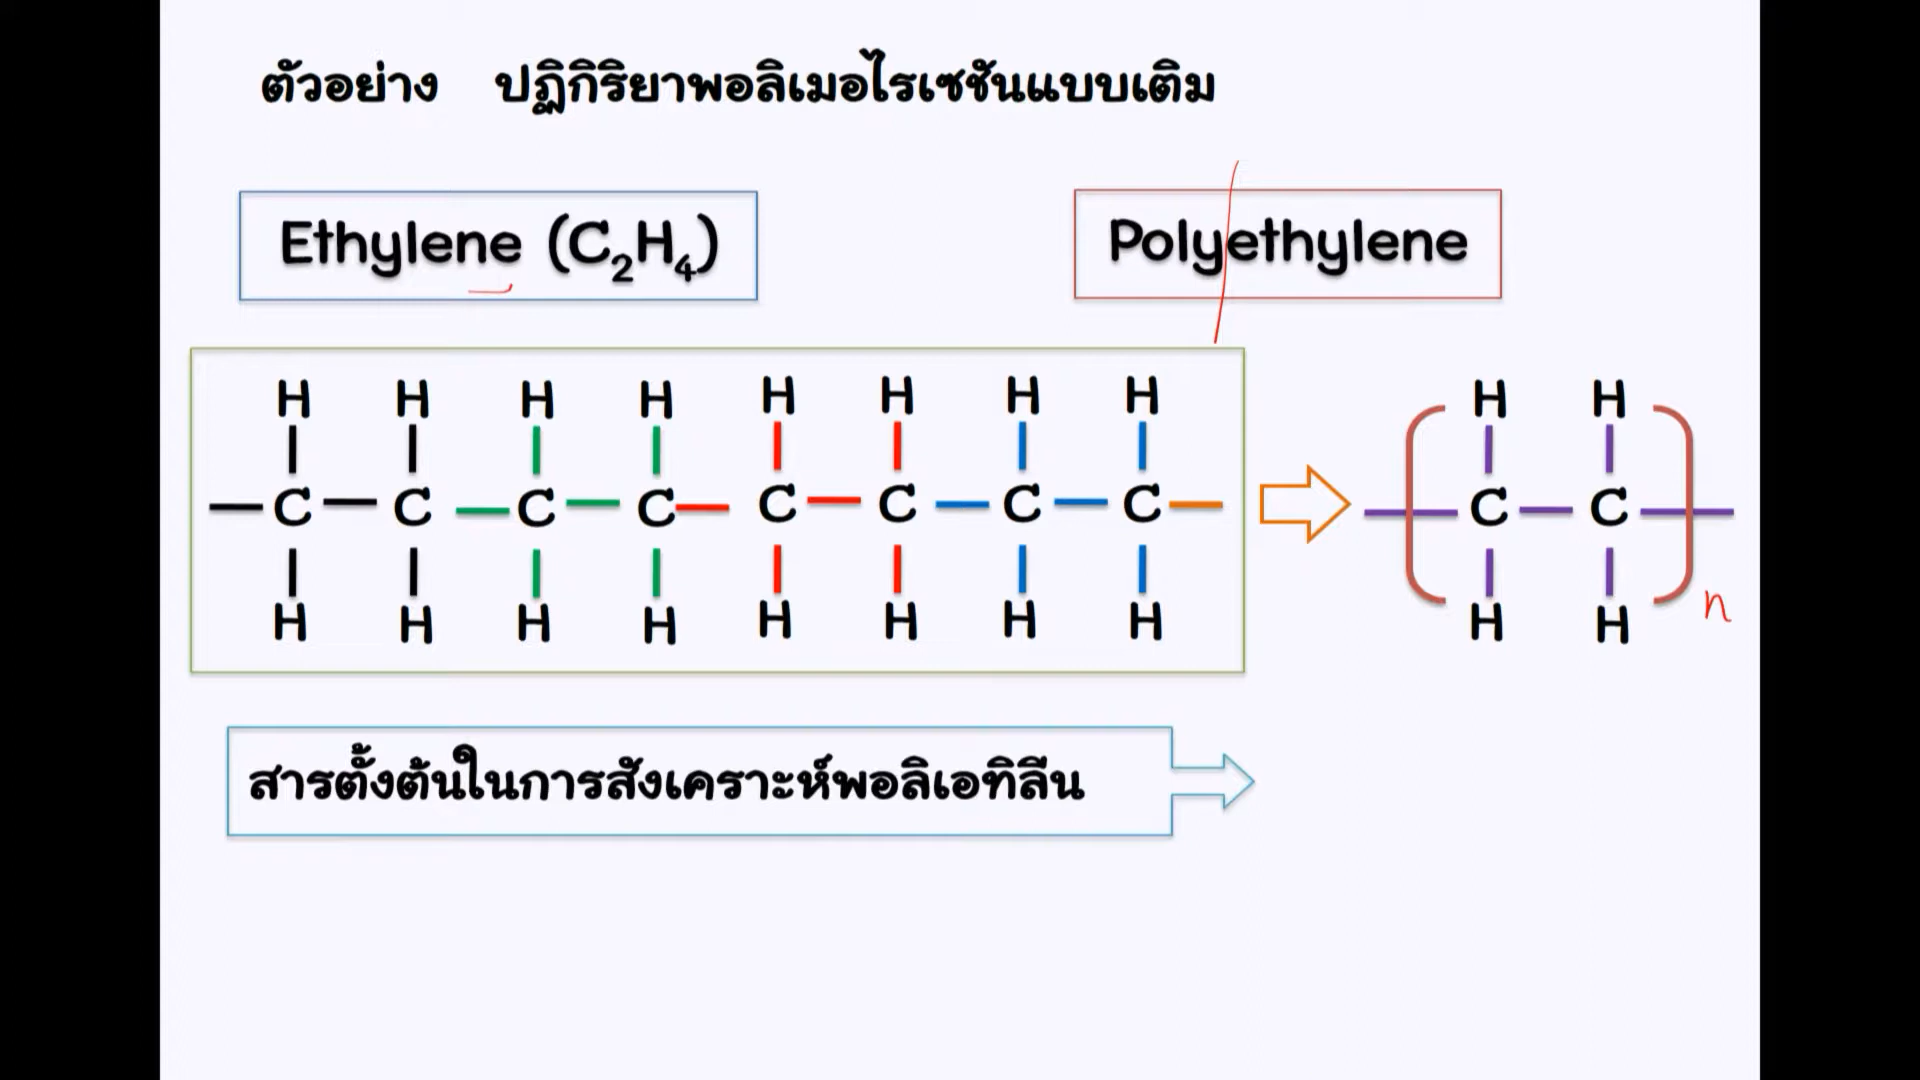 ตัวอย่าง ปฏิกิริยาพอลิเมอไรเซชันแบบเติม
Ethylene (C₂H₄) Polyethylene
H H H H H H H H H H
C C C C C C C C C C
H H H H H H H H H H
n
สารตั้งต้นในการสังเคราะห์พอลิเอทิลีน